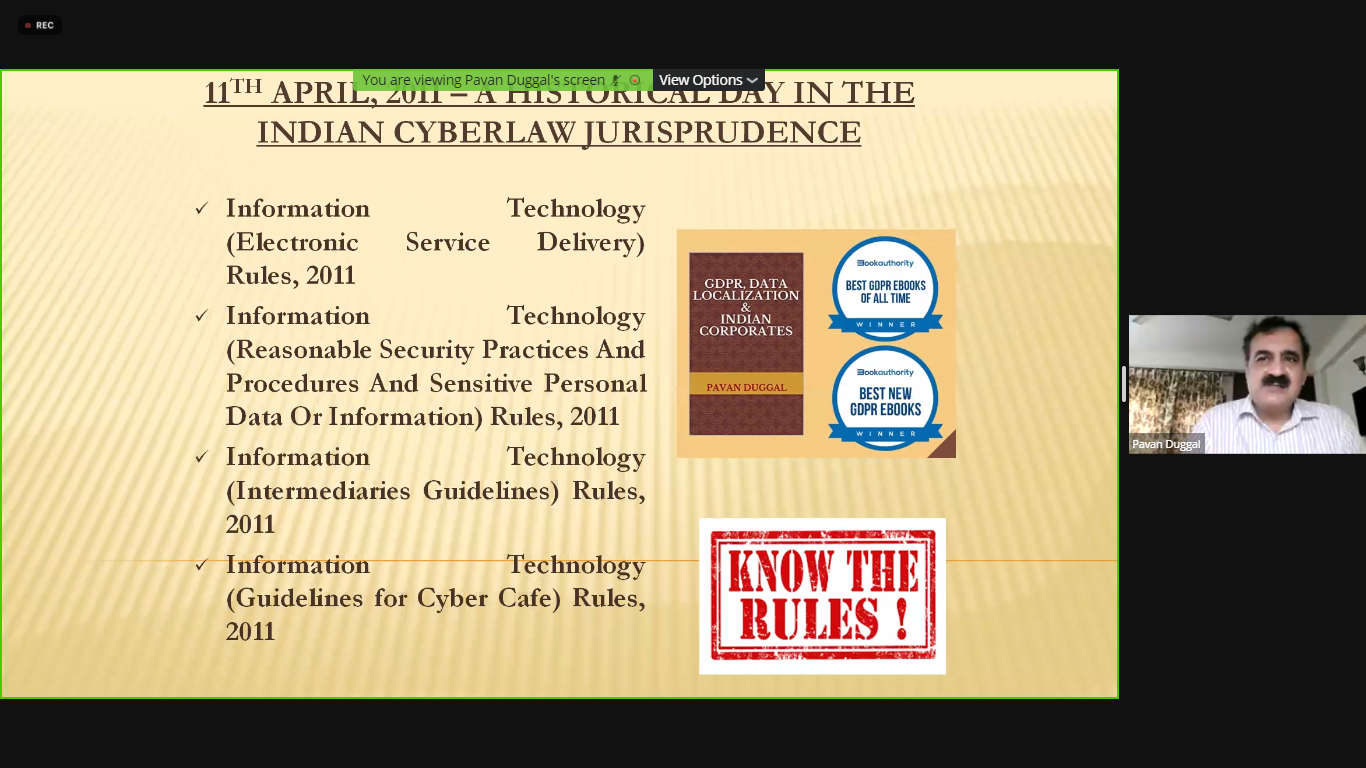 REC
You are viewing Pavan Duggal's screen
View Options
11TH APRIL, 2011 – A HISTORICAL DAY IN THE
INDIAN CYBERLAW JURISPRUDENCE
✓ Information Technology
(Electronic Service Delivery)
Rules, 2011
✓ Information Technology
(Reasonable Security Practices And
Procedures And Sensitive Personal
Data Or Information) Rules, 2011
✓ Information Technology
(Intermediaries Guidelines) Rules,
2011
✓ Information Technology
(Guidelines for Cyber Cafe) Rules,
2011
GDPR, DATA
LOCALIZATION
&
INDIAN
CORPORATES
PAVAN DUGGAL
Bookauthority
BEST GDPR EBOOKS
OF ALL TIME
WINNER
Bookauthority
BEST NEW
GDPR EBOOKS
WINNER
KNOW THE
RULES !
Pavan Duggal